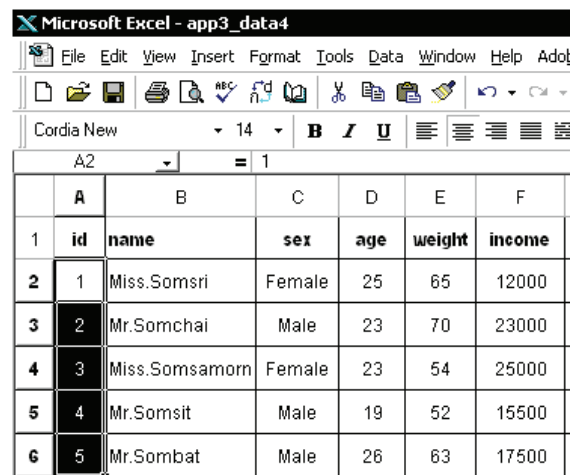 Microsoft Excel - app3_data4
File Edit View Insert Format Tools Data Window Help
Cordia New 14 B I U
A2 = 1
A B C D E F
1 id name sex age weight income
2 1 Miss.Somsri Female 25 65 12000
3 2 Mr.Somchai Male 23 70 23000
4 3 Miss.Somsamorn Female 23 54 25000
5 4 Mr.Somsit Male 19 52 15500
6 5 Mr.Sombat Male 26 63 17500